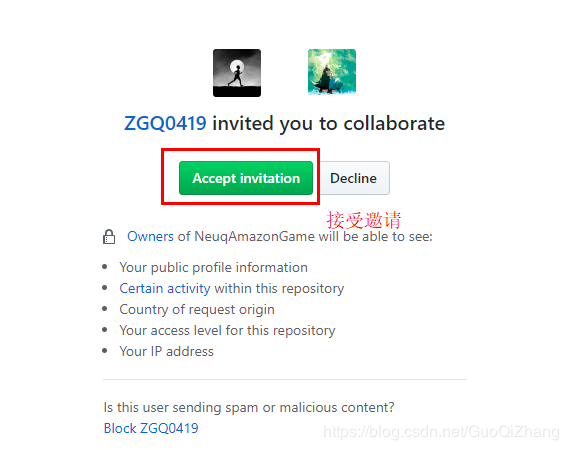 ZGQ0419 invited you to collaborate
Accept invitation
Decline
接受邀请
Owners of NeuqAmazonGame will be able to see:
Your public profile information
Certain activity within this repository
Country of request origin
Your access level for this repository
Your IP address
Is this user sending spam or malicious content?
Block ZGQ0419
https://blog.csdn.net/GuoQiZhang